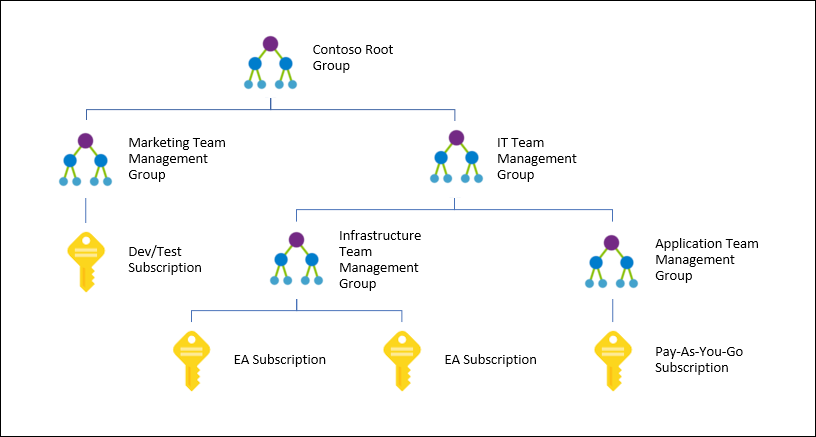 Contoso Root
Group
Marketing Team
Management
Group
IT Team
Management
Group
Dev/Test
Subscription
Infrastructure
Team
Management
Group
Application Team
Management
Group
EA Subscription
EA Subscription
Pay-As-You-Go
Subscription